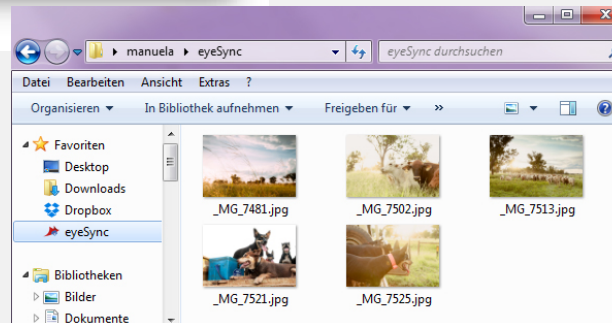 manuela eyeSync eyeSync durchsuchen
Datei Bearbeiten Ansicht Extras ?
Organisieren In Bibliothek aufnehmen Freigeben für »
Favoriten
Desktop
Downloads
Dropbox
eyeSync
Bibliotheken
Bilder
Dokumente
_MG_7481.jpg _MG_7502.jpg _MG_7513.jpg
_MG_7521.jpg _MG_7525.jpg